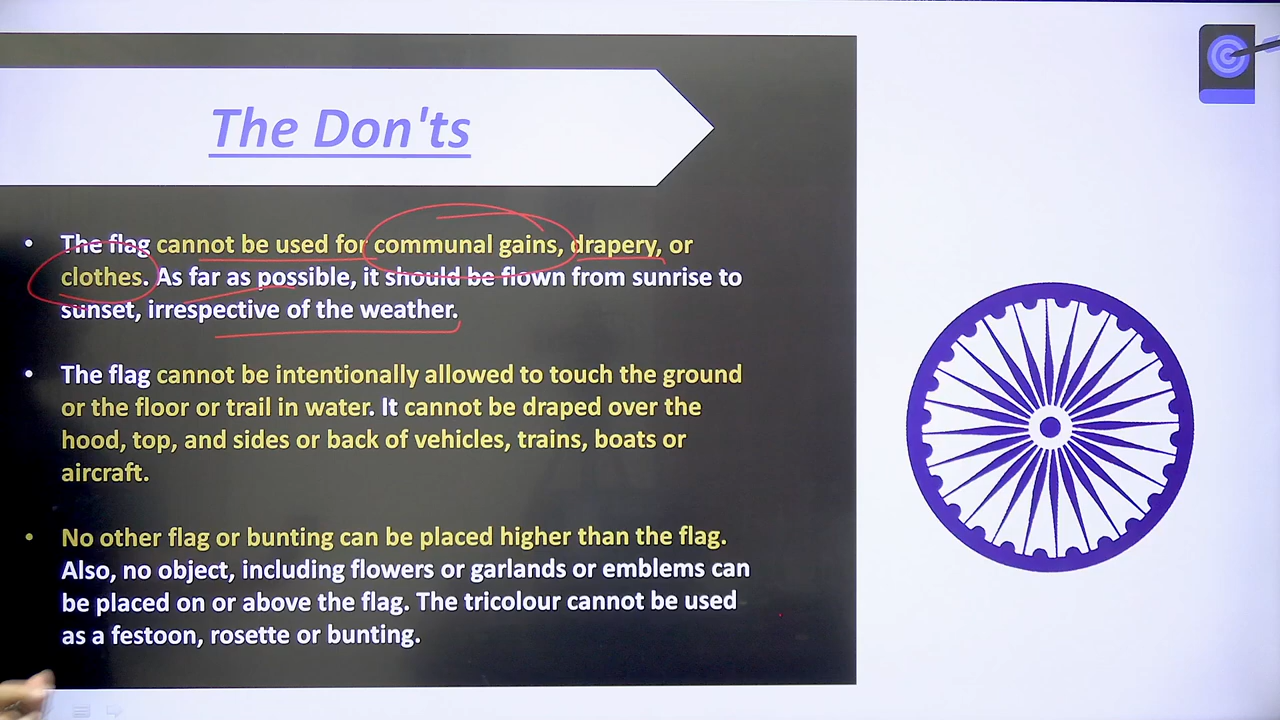 The Don'ts
• The flag cannot be used for communal gains, drapery, or
clothes. As far as possible, it should be flown from sunrise to
sunset, irrespective of the weather.
• The flag cannot be intentionally allowed to touch the ground
or the floor or trail in water. It cannot be draped over the
hood, top, and sides or back of vehicles, trains, boats or
aircraft.
• No other flag or bunting can be placed higher than the flag.
Also, no object, including flowers or garlands or emblems can
be placed on or above the flag. The tricolour cannot be used
as a festoon, rosette or bunting.